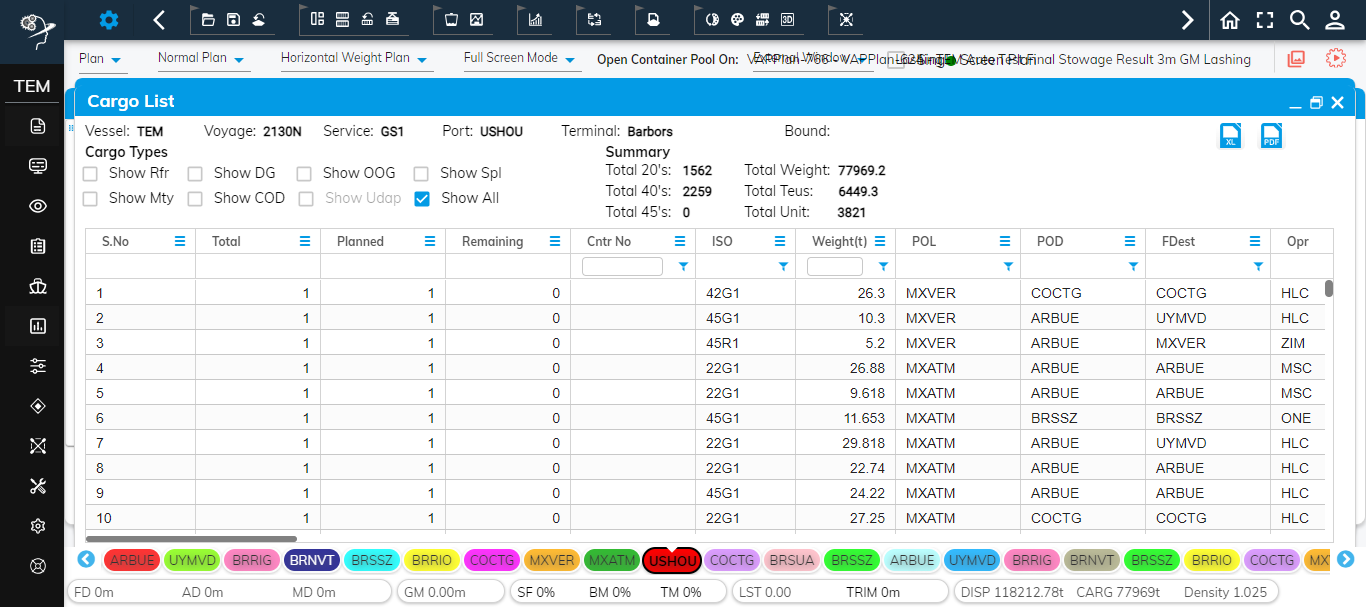 3D
TEM
Plan
Normal Plan
Horizontal Weight Plan
Full Screen Mode
Open Container Pool On:
External Window
Single Screen Plan
Final Stowage Result 3m GM Lashing
Cargo List
Vessel: TEM Voyage: 2130N Service: GS1 Port: USHOU Terminal: Barbors Bound:
XL PDF
Cargo Types Summary
Show Rfr Show DG Show OOG Show Spl Total 20's: 1562 Total Weight: 77969.2
Total 40's: 2259 Total Teus: 6449.3
Show Mty Show COD Show Udap Show All
Total 45's: 0 Total Unit: 3821
S.No Total Planned Remaining Cntr No ISO Weight(t) POL POD FDest Opr
1 1 1 0 42G1 26.3 MXVER COCTG COCTG HLC
2 1 1 0 45G1 10.3 MXVER ARBUE UYMVD HLC
3 1 1 0 45R1 5.2 MXVER ARBUE MXVER ZIM
4 1 1 0 22G1 26.88 MXATM ARBUE ARBUE MSC
5 1 1 0 22G1 9.618 MXATM ARBUE ARBUE MSC
6 1 1 0 45G1 11.653 MXATM BRSSZ BRSSZ ONE
7 1 1 0 22G1 29.818 MXATM ARBUE UYMVD HLC
8 1 1 0 22G1 22.74 MXATM ARBUE ARBUE HLC
9 1 1 0 45G1 24.22 MXATM ARBUE ARBUE HLC
10 1 1 0 22G1 27.25 MXATM COCTG COCTG HLC
ARBUE UYMVD BRRIG BRNVT BRSSZ BRRIO COCTG MXVER MXATM USHOU COCTG BRSUA BRSSZ ARBUE UYMVD BRRIG BRNVT BRSSZ BRRIO COCTG MX
FD 0m AD 0m MD 0m GM 0.00m SF 0% BM 0% TM 0% LST 0.00 TRIM 0m DISP 118212.78t CARG 77969t Density 1.025